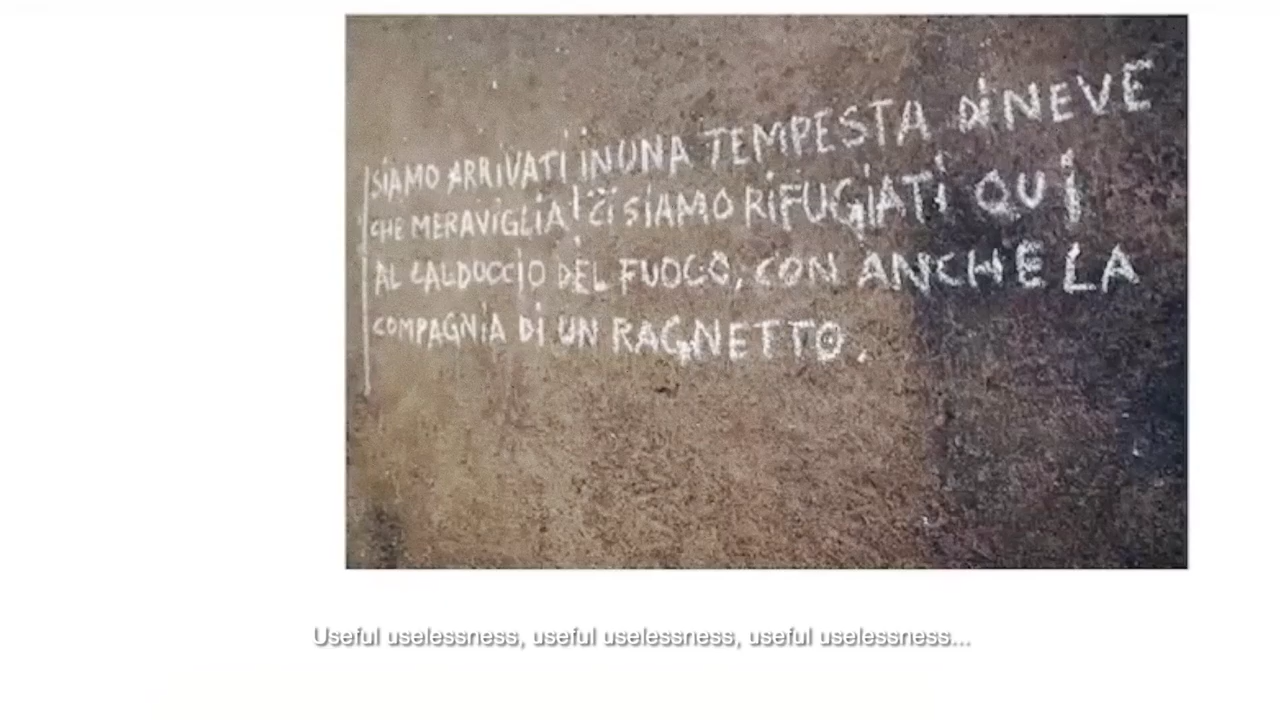 SIAMO ARRIVATI IN UNA TEMPESTA DI NEVE
CHE MERAVIGLIA! CI SIAMO RIFUGIATI QUI
AL CALDUCCIO DEL FUOCO, CON ANCHE LA
COMPAGNIA DI UN RAGNETTO.
Useful uselessness, useful uselessness, useful uselessness...